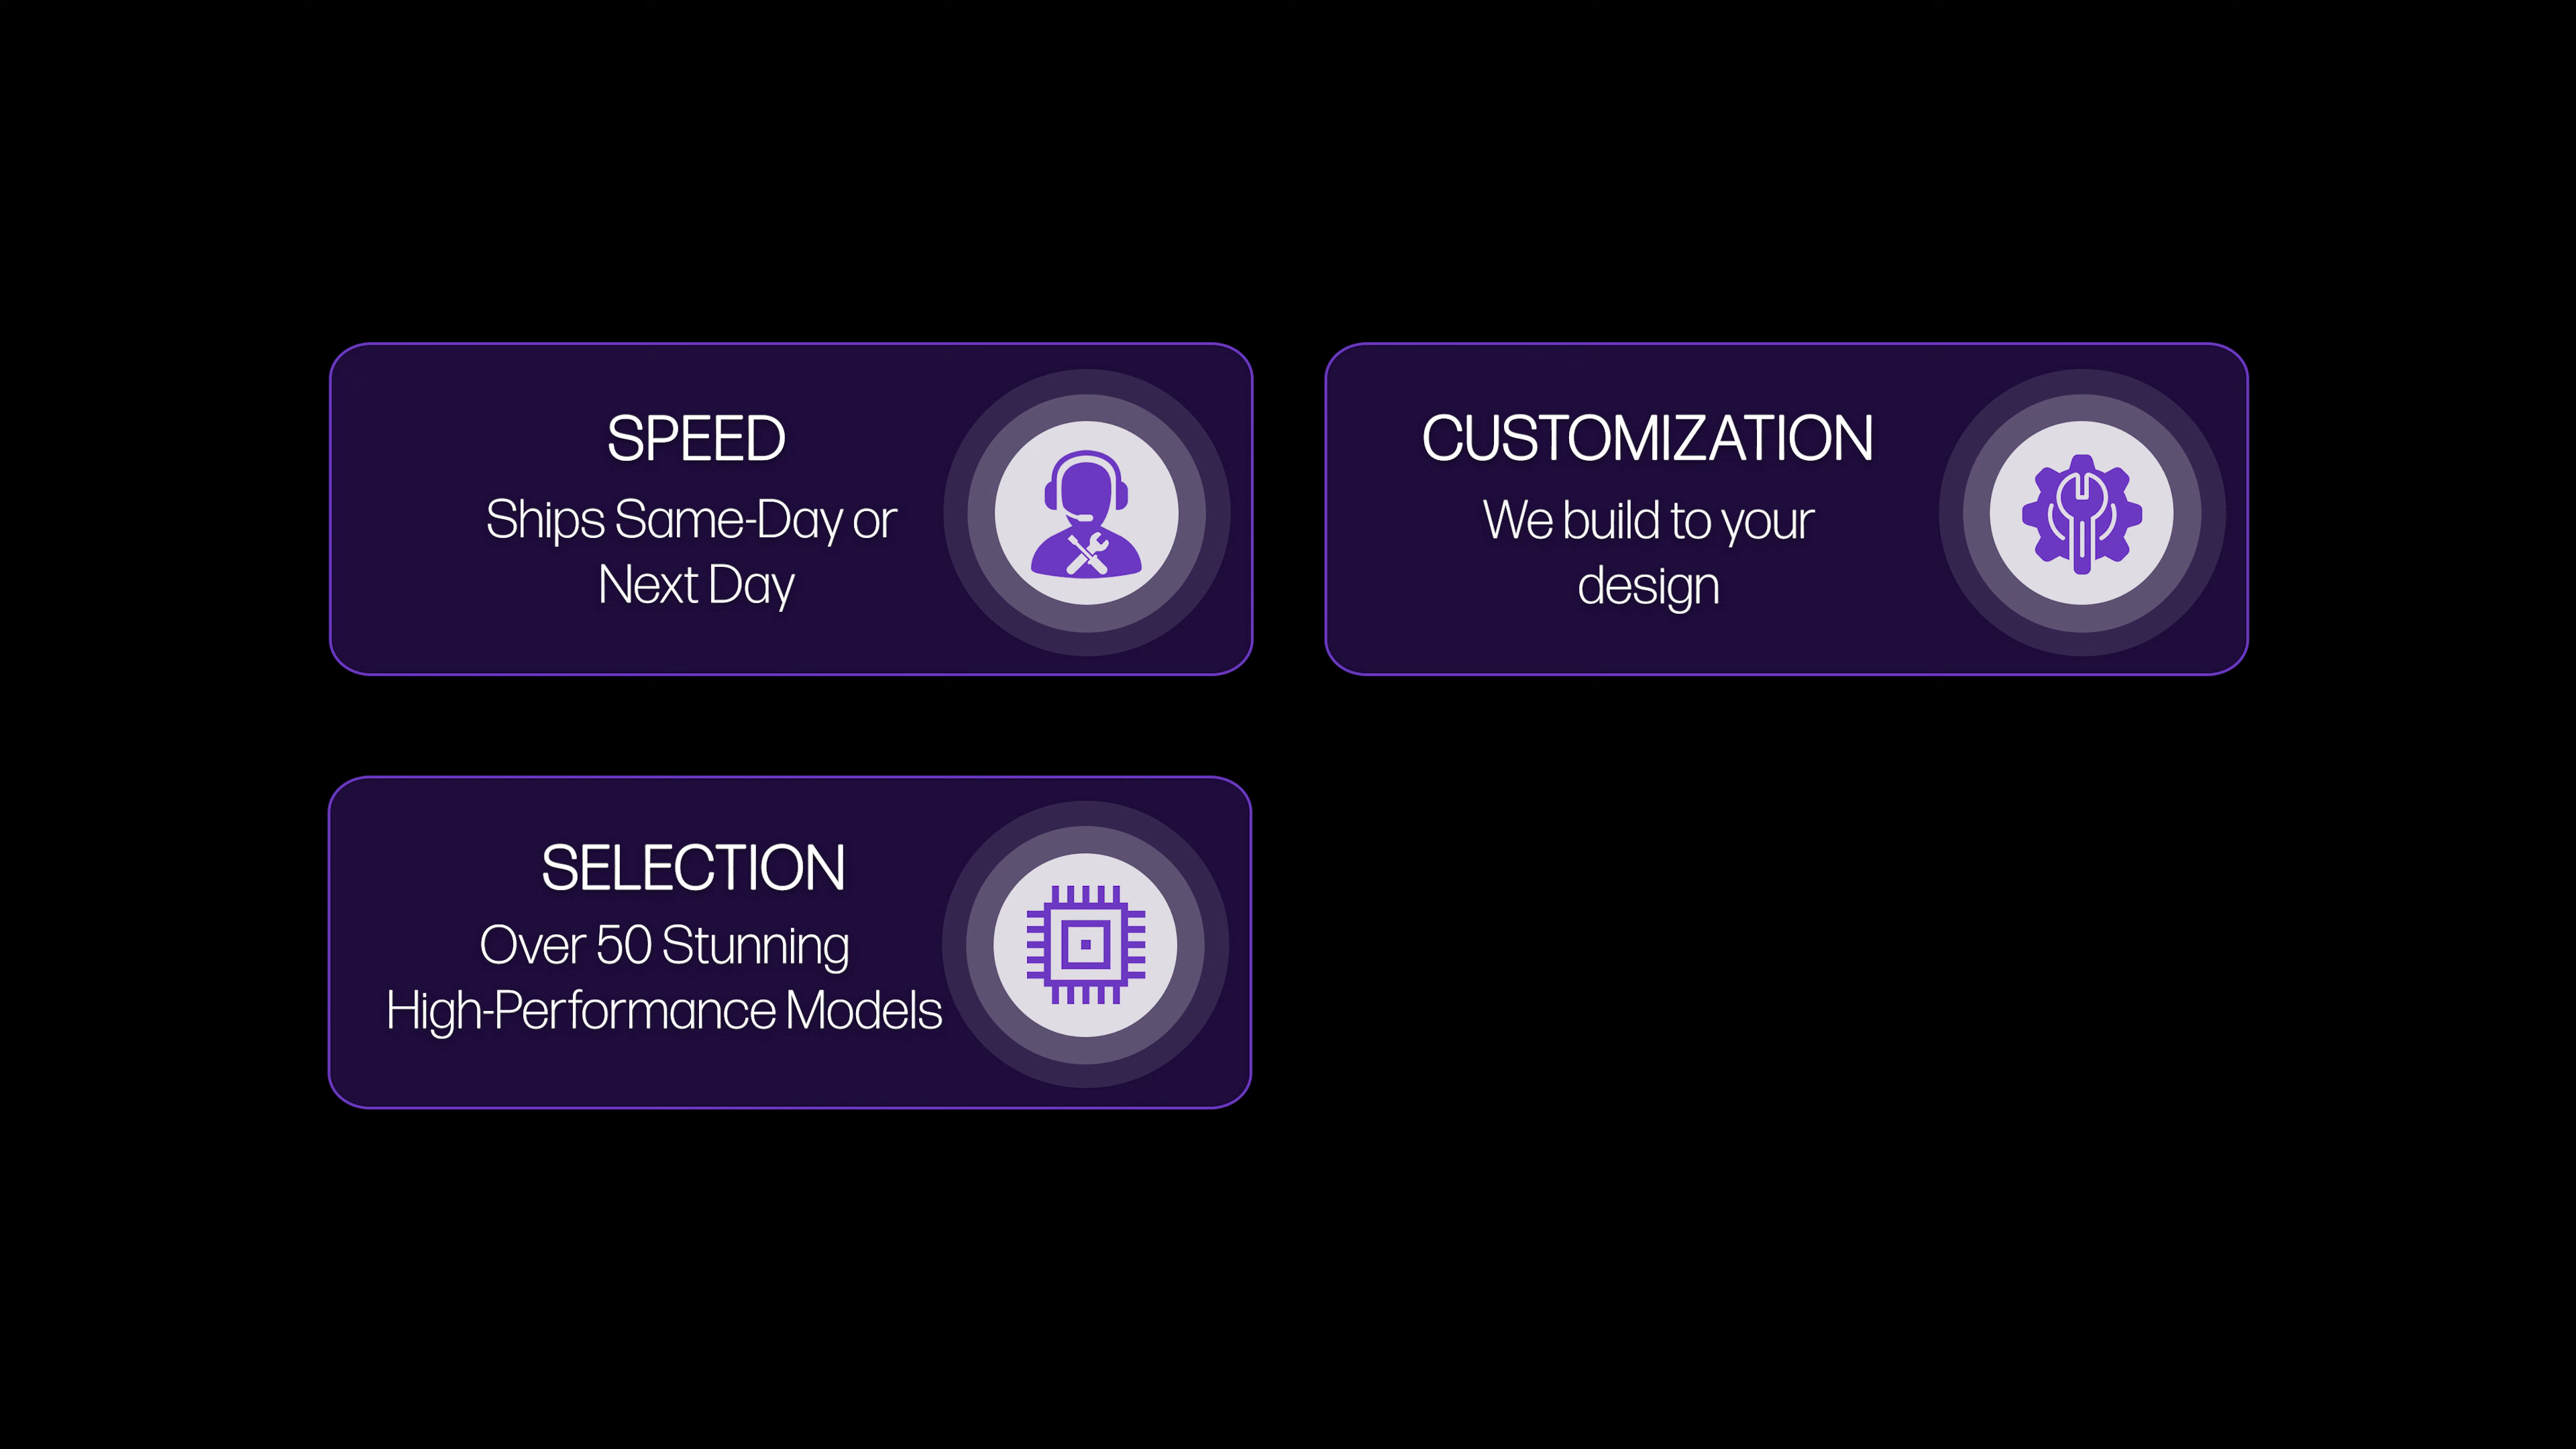 SPEED
Ships Same-Day or
Next Day
CUSTOMIZATION
We build to your
design
SELECTION
Over 50 Stunning
High-Performance Models